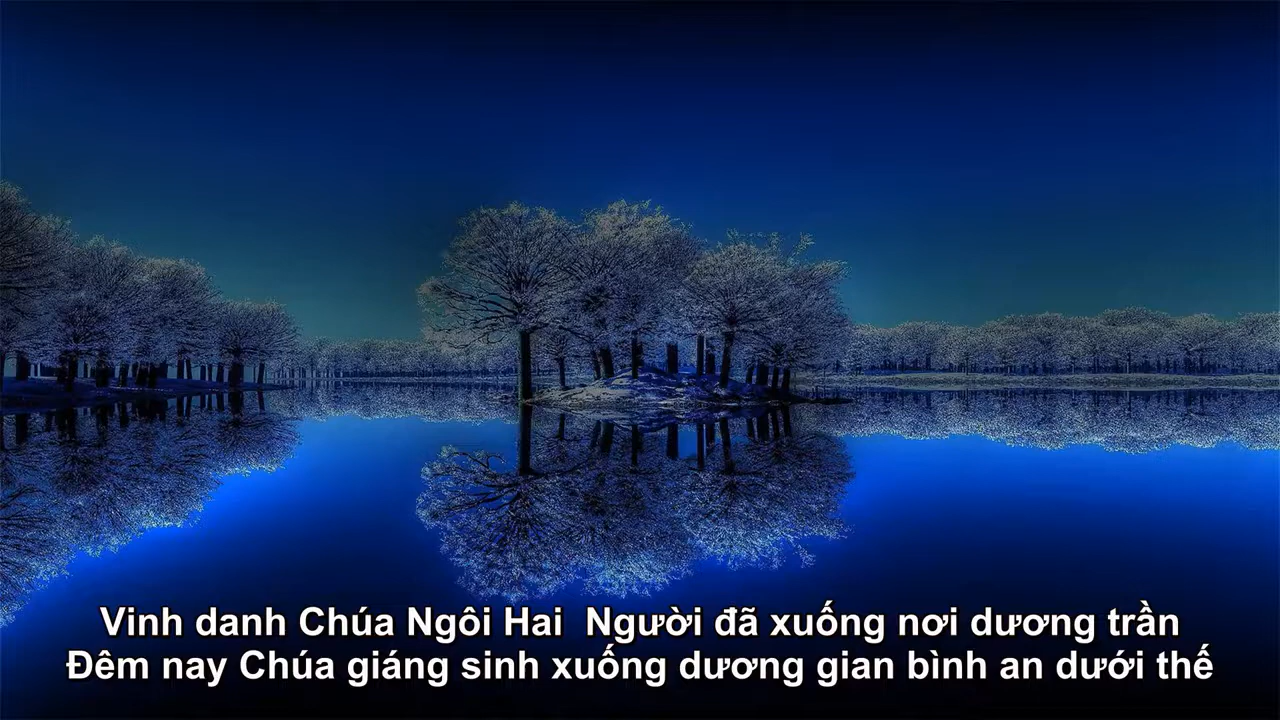 Vinh danh Chúa Ngôi Hai  Người đã xuống nơi dương trần
Đêm nay Chúa giáng sinh xuống dương gian bình an dưới thế